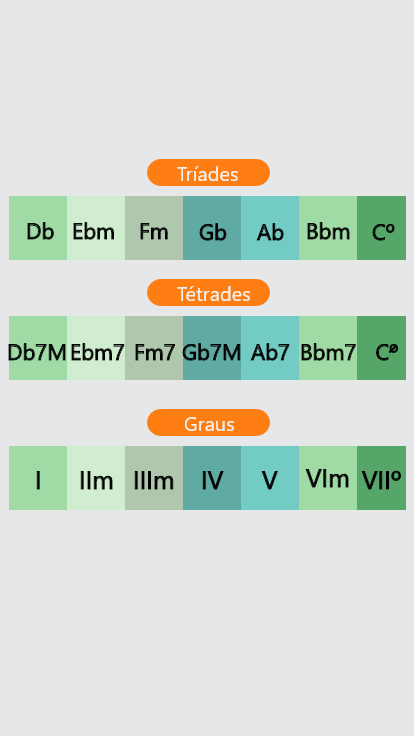 Tríades
Db Ebm Fm Gb Ab Bbm Cº
Tétrades
Db7M Ebm7 Fm7 Gb7M Ab7 Bbm7 Cø
Graus
I IIm IIIm IV V VIm VIIº